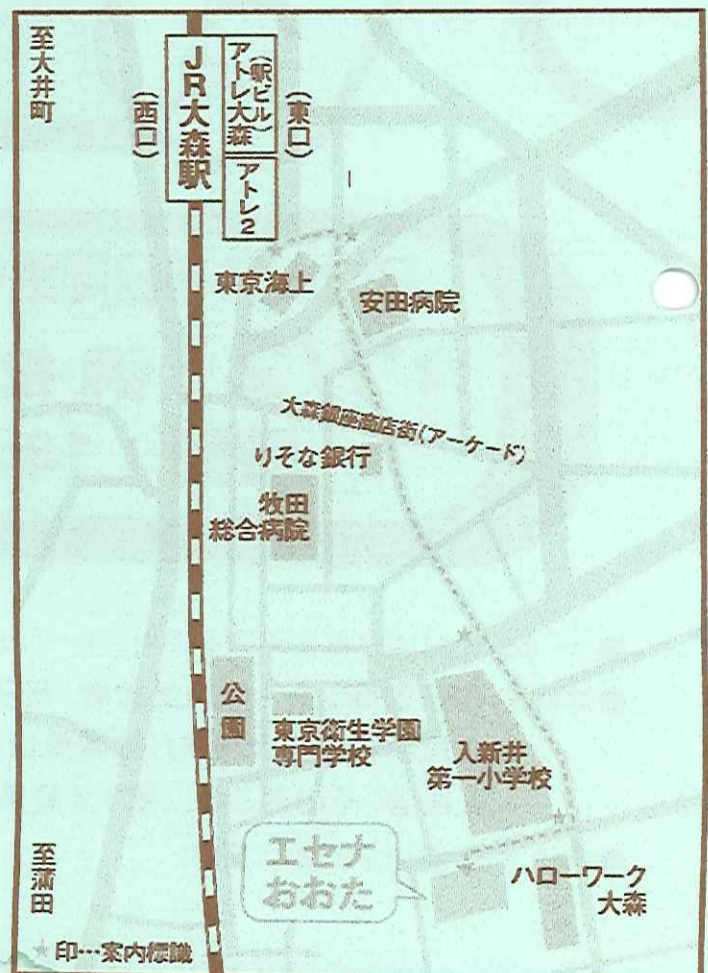 至大井町
(西口)
JR大森駅
(駅ビル)
アトレ大森
アトレ2
(東口)
東京海上
安田病院
大森銀座商店街(アーケード)
りそな銀行
牧田
総合病院
公園
東京衛生学園
専門学校
入新井
第一小学校
エセナ
おおた
ハローワーク
大森
至蒲田
★印…案内標識